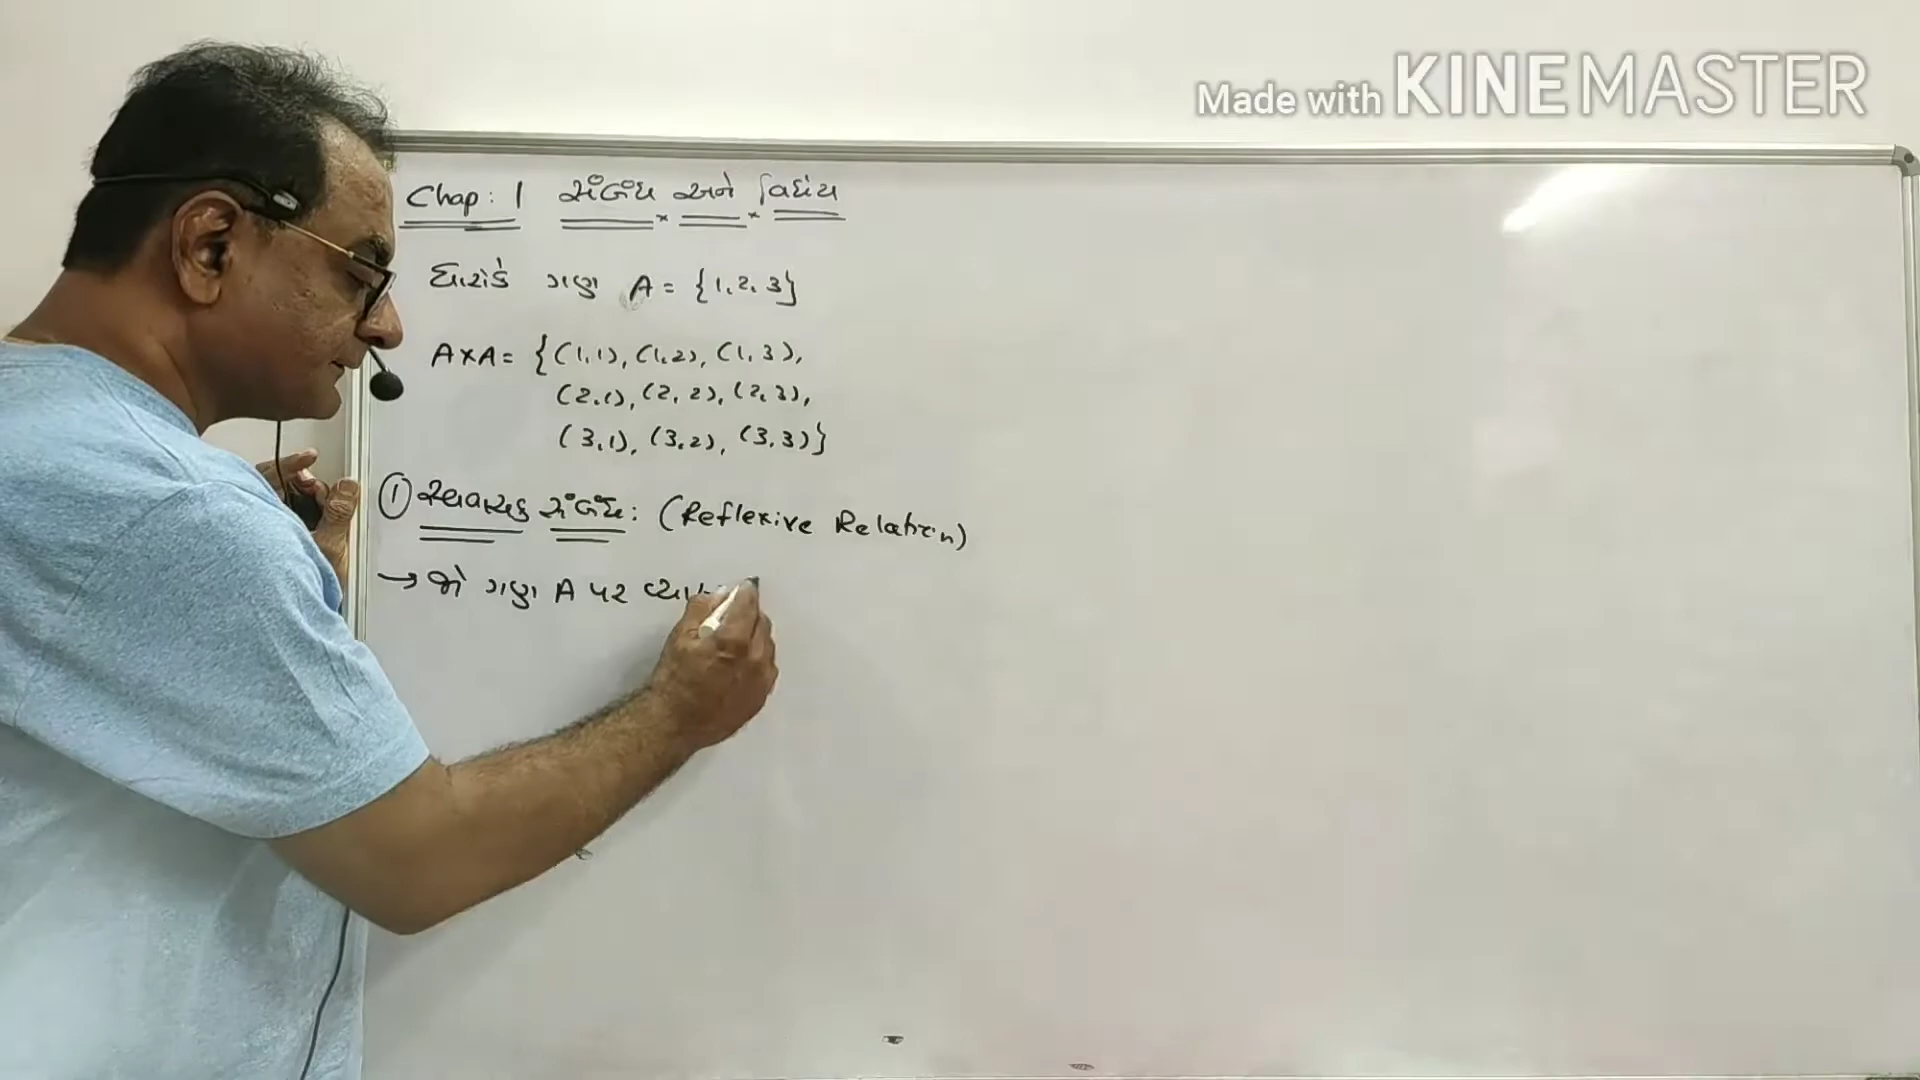 Made with KINEMASTER
Chap: 1 સંબંધ અને વિધેય
ધારોકે ગણ A = {1, 2, 3}
A×A = {(1,1), (1,2), (1,3),
(2,1), (2,2), (2,3),
(3,1), (3,2), (3,3)}
① સ્વવાચક સંબંધ: (Reflexive Relation)
→ જો ગણ A પર